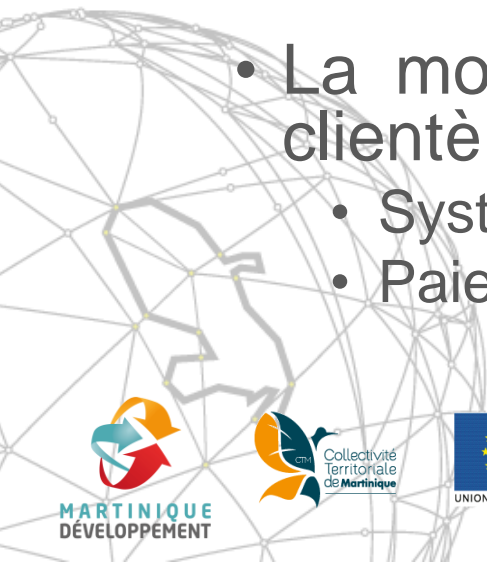 • La mo
clientè
• Syst
• Paie
CTM
Collectivité
Territoriale
de Martinique
UNION
MARTINIQUE
DÉVELOPPEMENT